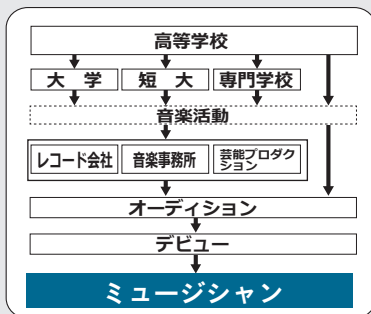 高等学校
大　学
短　大
専門学校
音楽活動
レコード会社
音楽事務所
芸能プロダク
ション
オーディション
デビュー
ミュージシャン